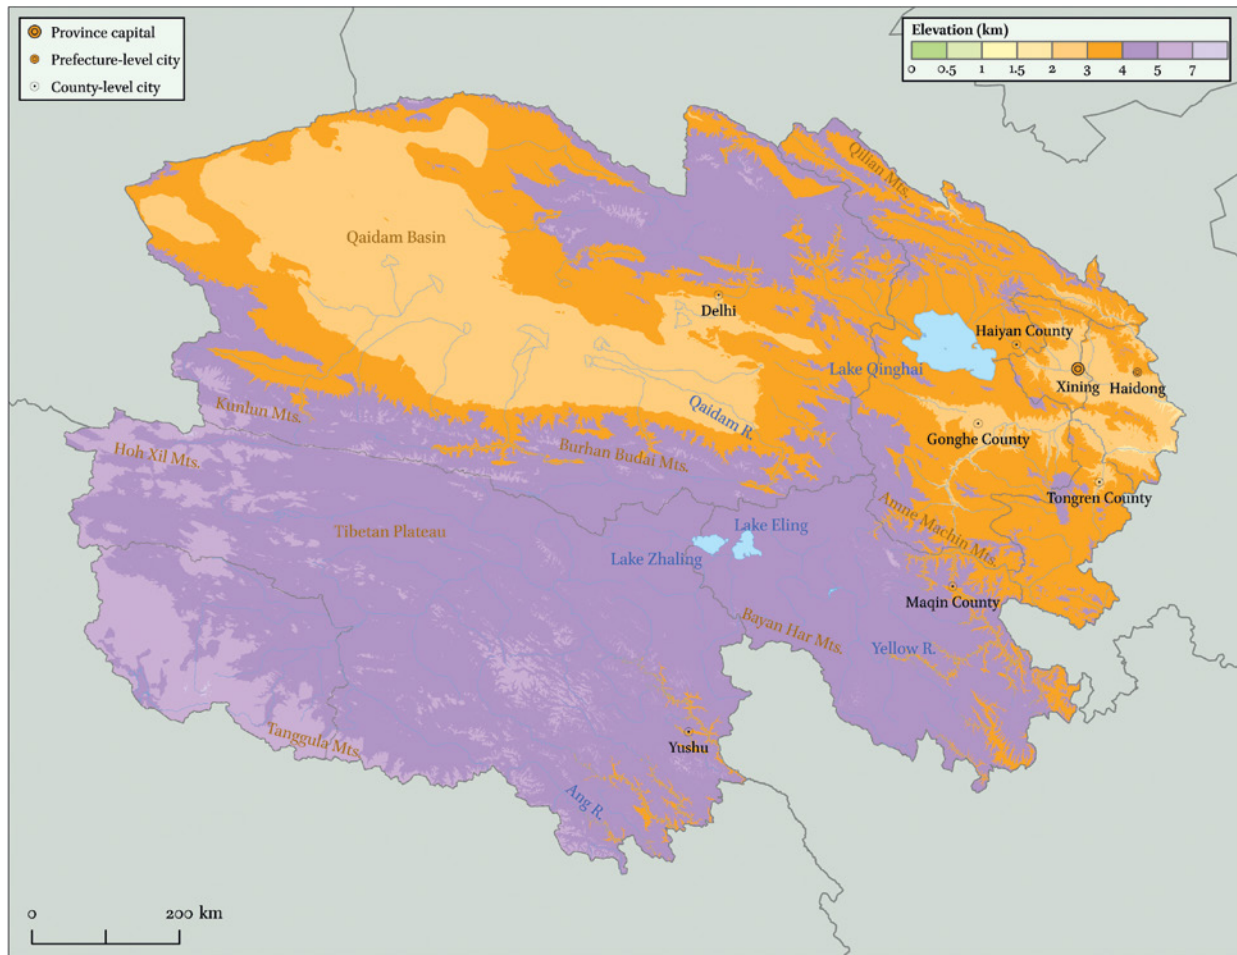 Province capital
Prefecture-level city
County-level city
Elevation (km)
0 0.5 1 1.5 2 3 4 5 7
Qilian Mts.
Qaidam Basin
Delhi
Haiyan County
Lake Qinghai
Xining
Haidong
Kunlun Mts.
Qaidam R.
Gonghe County
Hoh Xil Mts.
Burhan Budai Mts.
Tongren County
Tibetan Plateau
Lake Eling
Amne Machin Mts.
Lake Zhaling
Maqin County
Bayan Har Mts.
Yellow R.
Tanggula Mts.
Yushu
Ang R.
0 200 km